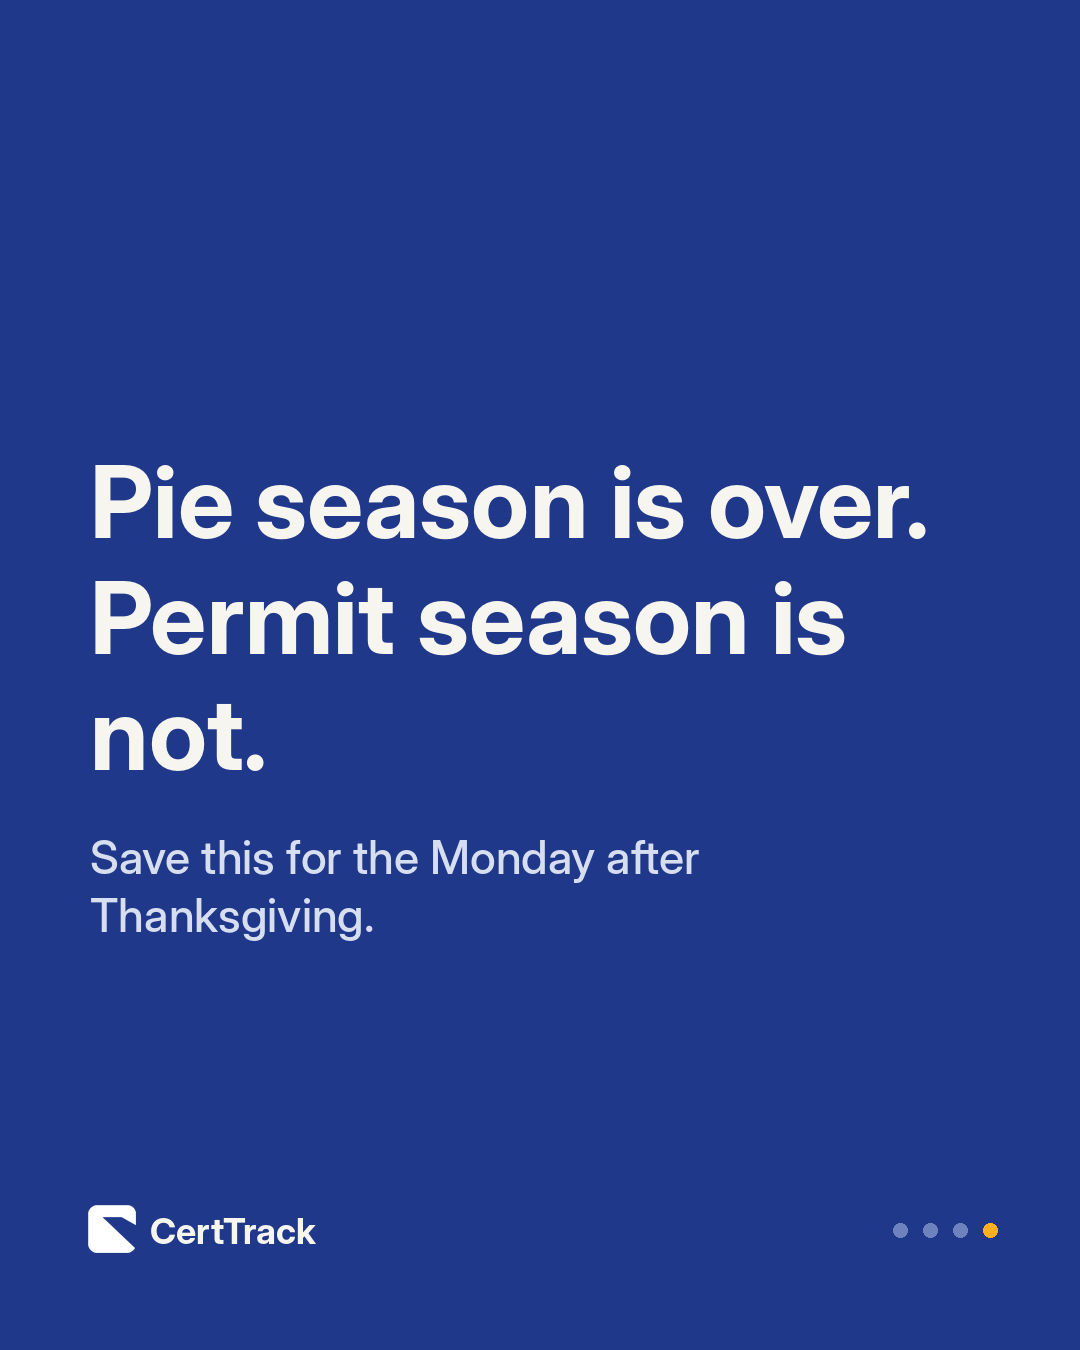 Pie season is over.
Permit season is
not.
Save this for the Monday after
Thanksgiving.
CertTrack